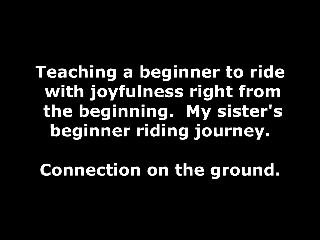 Teaching a beginner to ride
with joyfulness right from
the beginning.  My sister's
beginner riding journey.
Connection on the ground.